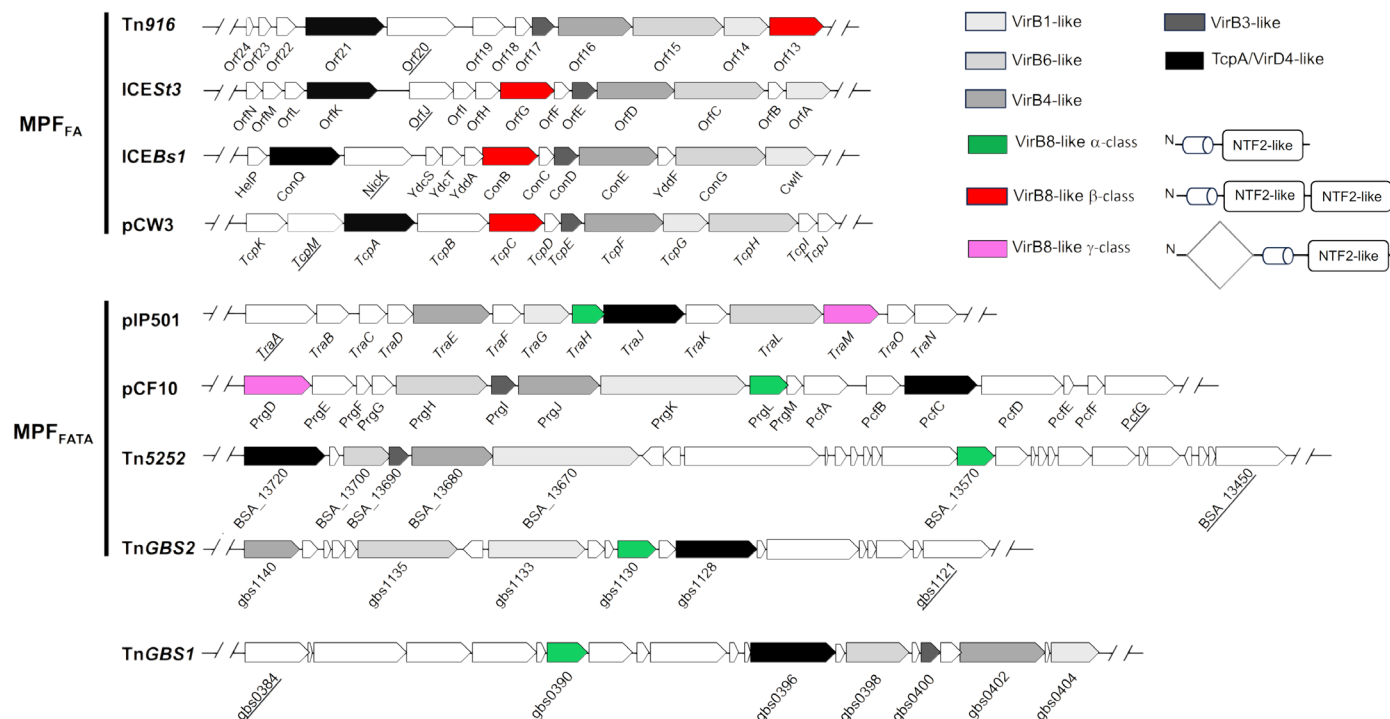 Tn916
Orf24 Orf23 Orf22 Orf21 Orf20 Orf19 Orf18 Orf17 Orf16 Orf15 Orf14 Orf13
ICESt3
OrfN OrfM OrfL OrfK OrfJ OrfI OrfH OrfG OrfF OrfE OrfD OrfC OrfB OrfA
MPF_FA
ICEBs1
HelP ConQ NicK YdcS YdcT YddA ConB ConC ConD ConE YddF ConG Cwlt
pCW3
TcpK TcpM TcpA TcpB TcpC TcpD TcpE TcpF TcpG TcpH TcpI TcpJ
VirB1-like
VirB6-like
VirB4-like
VirB8-like α-class
VirB8-like β-class
VirB8-like γ-class
VirB3-like
TcpA/VirD4-like
N NTF2-like
N NTF2-like NTF2-like
N NTF2-like
pIP501
TraA TraB TraC TraD TraE TraF TraG TraH TraJ TraK TraL TraM TraO TraN
pCF10
PrgD PrgE PrgF PrgG PrgH PrgI PrgJ PrgK PrgL PrgM PcfA PcfB PcfC PcfD PcfE PcfF PcfG
MPF_FATA
Tn5252
BSA_13720 BSA_13700 BSA_13690 BSA_13680 BSA_13670 BSA_13570 BSA_13450
TnGBS2
gbs1140 gbs1135 gbs1133 gbs1130 gbs1128 gbs1121
TnGBS1
gbs0384 gbs0390 gbs0396 gbs0398 gbs0400 gbs0402 gbs0404